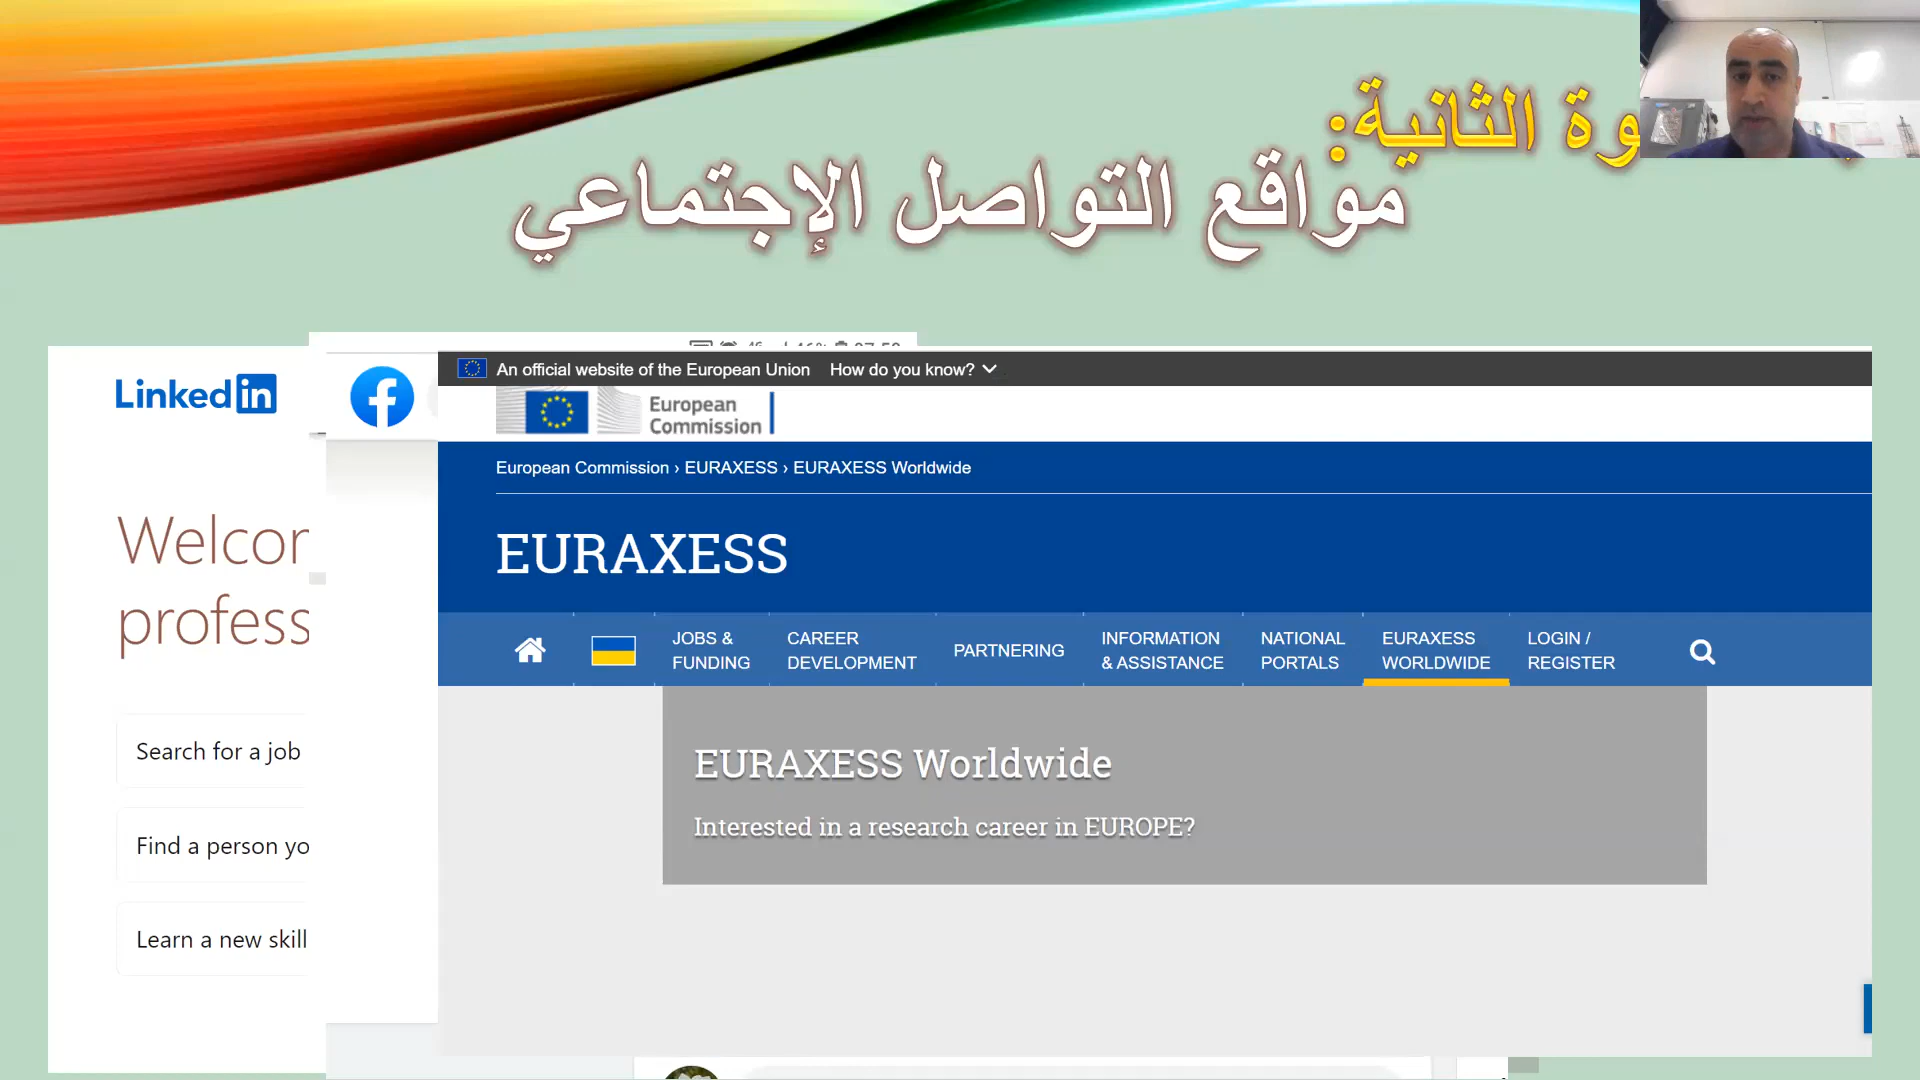 الثانية:
مواقع التواصل الإجتماعي
LinkedIn
Welcor
profess
Search for a job
Find a person yo
Learn a new skill
An official website of the European Union How do you know?
European
Commission
European Commission › EURAXESS › EURAXESS Worldwide
EURAXESS
JOBS &
FUNDING
CAREER
DEVELOPMENT
PARTNERING
INFORMATION
& ASSISTANCE
NATIONAL
PORTALS
EURAXESS
WORLDWIDE
LOGIN /
REGISTER
EURAXESS Worldwide
Interested in a research career in EUROPE?